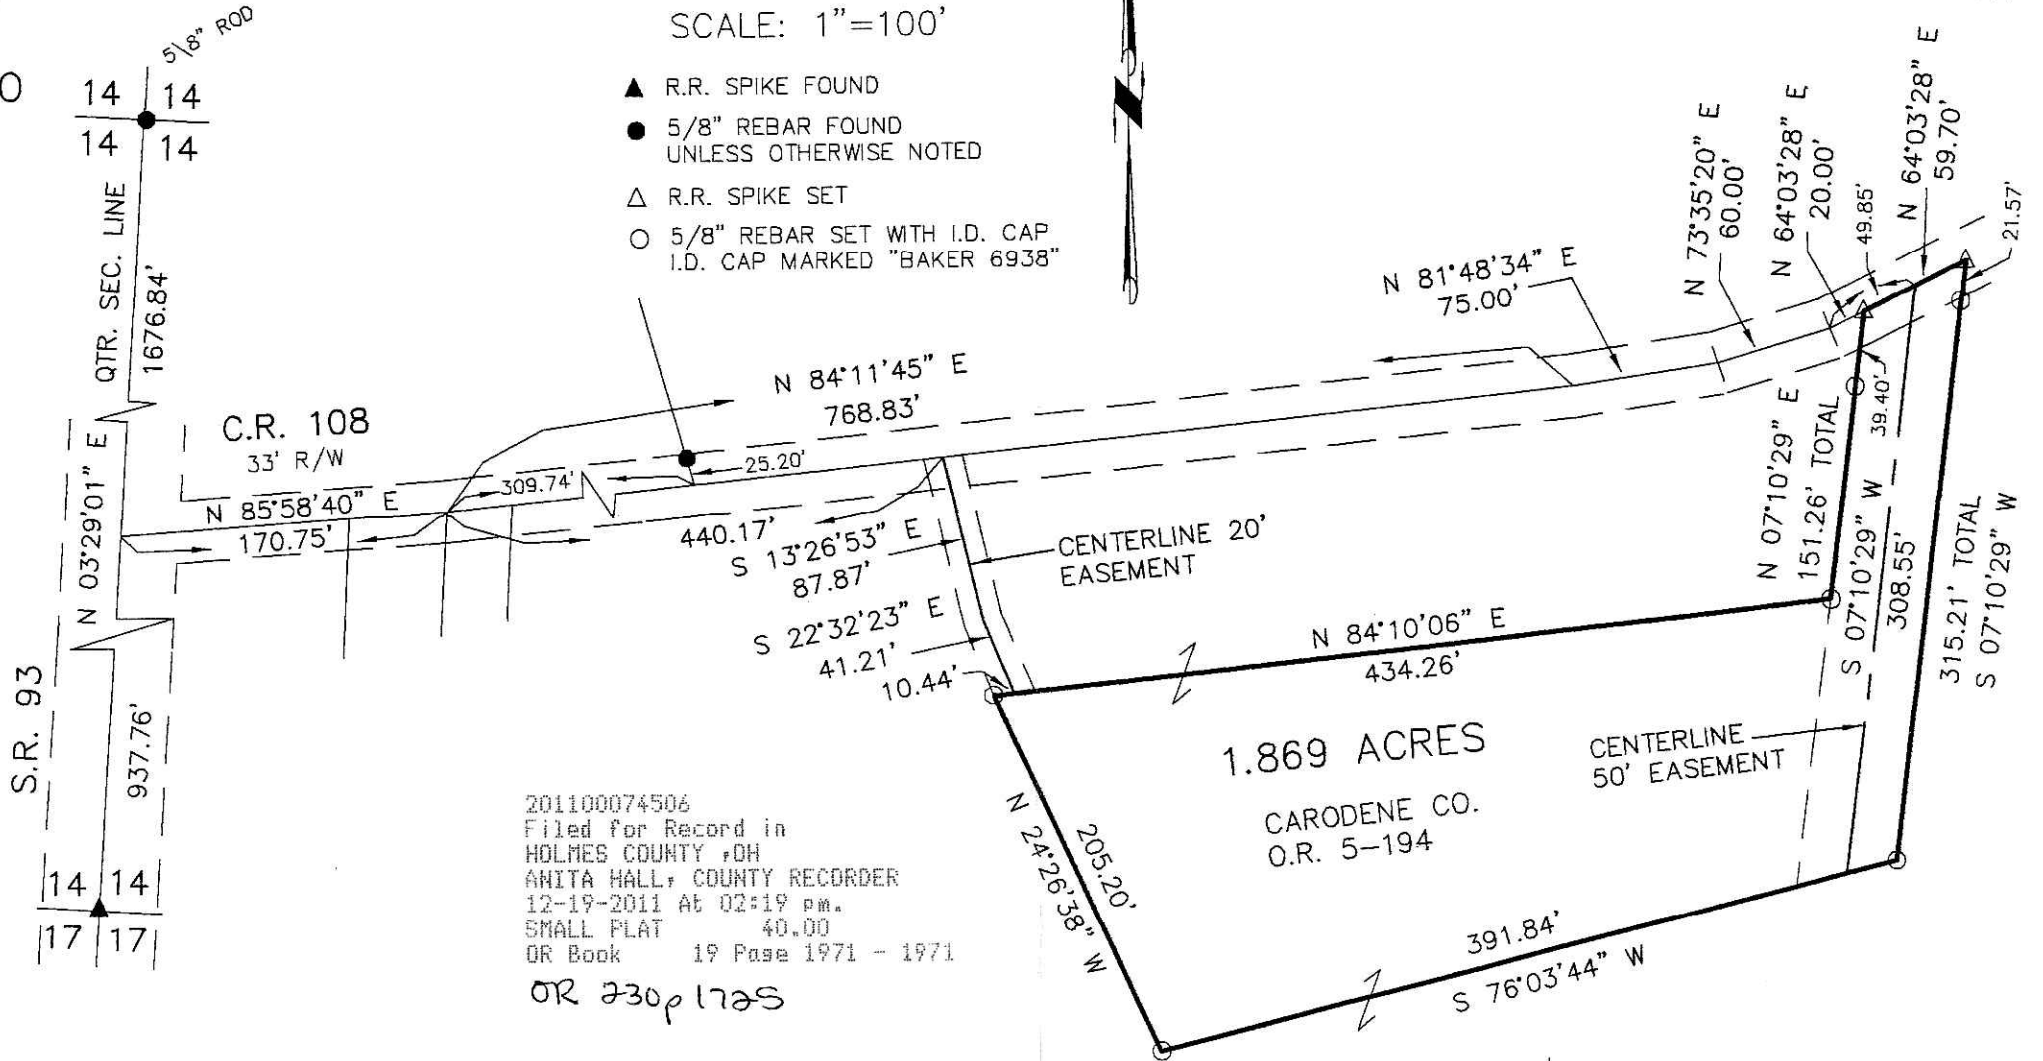 5/8" ROD
O
14 14
14 14
QTR. SEC. LINE
1676.84'
N 03°29'01" E
S.R. 93
937.76'
14 14
17 17
SCALE: 1"=100'
R.R. SPIKE FOUND
5/8" REBAR FOUND
UNLESS OTHERWISE NOTED
R.R. SPIKE SET
5/8" REBAR SET WITH I.D. CAP
I.D. CAP MARKED "BAKER 6938"
C.R. 108
33' R/W
N 85°58'40" E
170.75'
309.74'
25.20'
N 84°11'45" E
768.83'
440.17'
S 13°26'53" E
87.87'
S 22°32'23" E
41.21'
10.44'
CENTERLINE 20'
EASEMENT
N 81°48'34" E
75.00'
N 73°35'20" E
60.00'
N 64°03'28" E
20.00'
49.85'
N 64°03'28" E
59.70'
21.57'
39.40'
N 07°10'29" E
151.26' TOTAL
S 07°10'29" W
308.55'
315.21' TOTAL
S 07°10'29" W
N 84°10'06" E
434.26'
1.869 ACRES
CARODENE CO.
O.R. 5-194
CENTERLINE
50' EASEMENT
205.20'
N 24°26'38" W
391.84'
S 76°03'44" W
201100074506
Filed for Record in
HOLMES COUNTY ,OH
ANITA HALL, COUNTY RECORDER
12-19-2011 At 02:19 pm.
SMALL PLAT 40.00
OR Book 19 Page 1971 - 1971
OR 230p1725